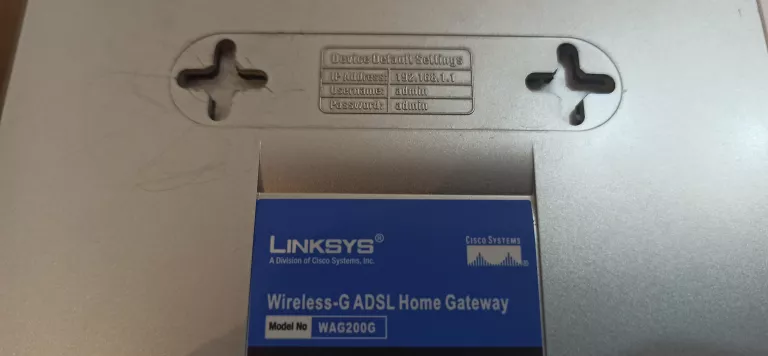 Device Default Settings
IP Address: 192.168.1.1
Username: admin
Password: admin
LINKSYS®
A Division of Cisco Systems, Inc.
CISCO SYSTEMS
®
Wireless-G ADSL Home Gateway
Model No WAG200G